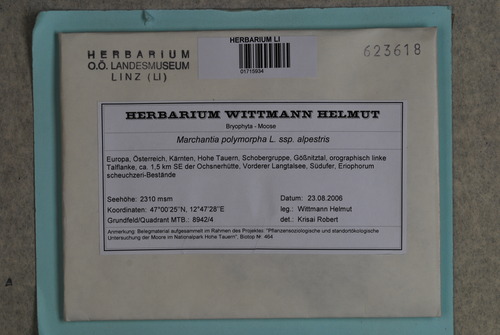 HERBARIUM
O.Ö. LANDESMUSEUM
LINZ (LI)
HERBARIUM LI
01715934
623618
HERBARIUM WITTMANN HELMUT
Bryophyta - Moose
Marchantia polymorpha L. ssp. alpestris
Europa, Österreich, Kärnten, Hohe Tauern, Schobergruppe, Gößnitztal, orographisch linke
Talflanke, ca. 1,5 km SE der Ochsnerhütte, Vorderer Langtalsee, Südufer, Eriophorum
scheuchzeri-Bestände
Seehöhe: 2310 msm
Datum: 23.08.2006
Koordinaten: 47°00'25"N, 12°47'28"E
leg.: Wittmann Helmut
Grundfeld/Quadrant MTB.: 8942/4
det.: Krisai Robert
Anmerkung: Belegmaterial aufgesammelt im Rahmen des Projektes: "Pflanzensoziologische und standortökologische
Untersuchung der Moore im Nationalpark Hohe Tauern"; Biotop Nr. 464